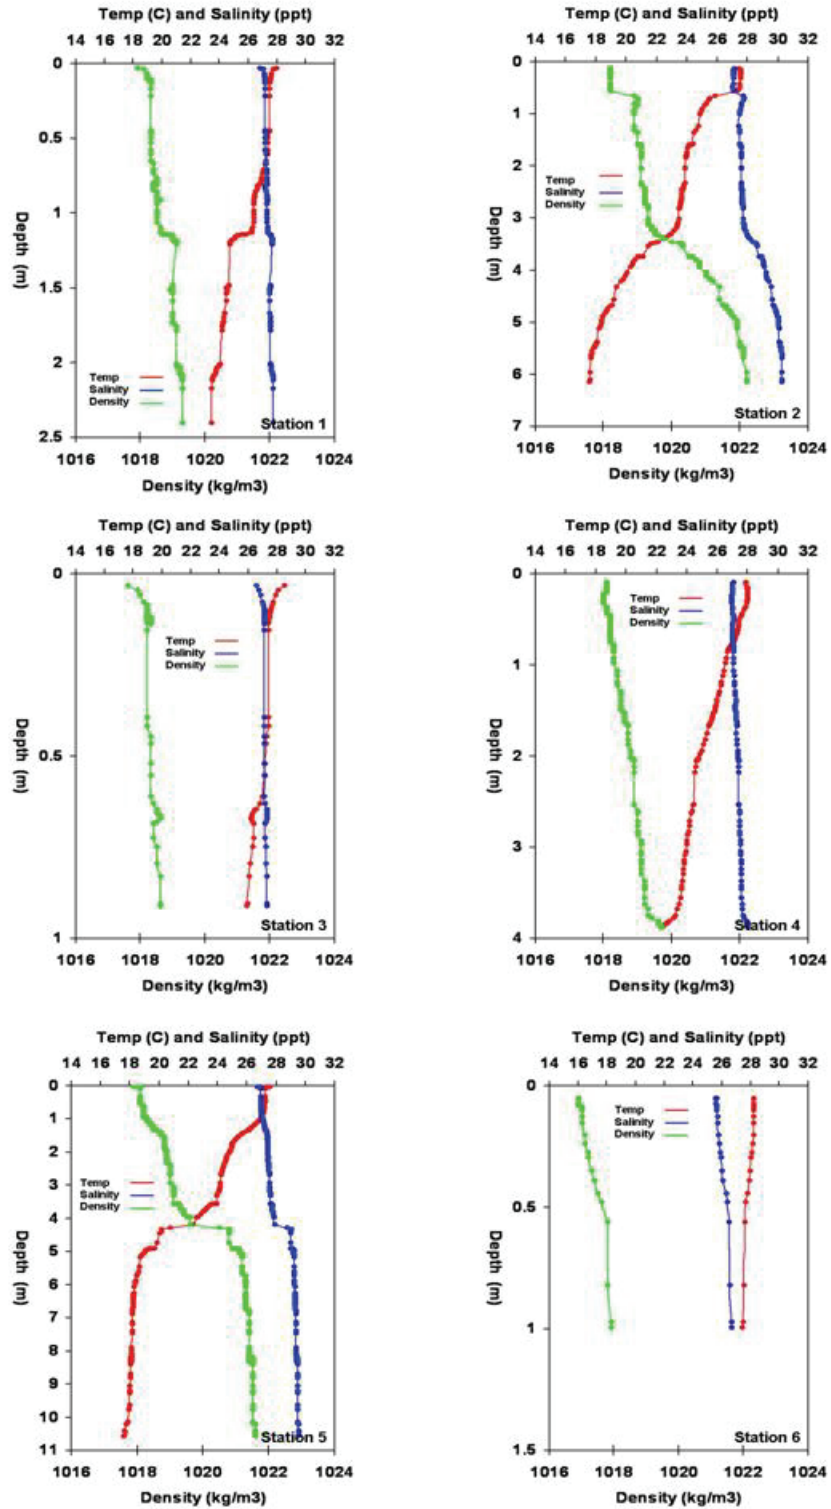 Temp (C) and Salinity (ppt)
14 16 18 20 22 24 26 28 30 32
0
0.5
1
1.5
2
2.5
Depth (m)
Temp
Salinity
Density
Station 1
1016 1018 1020 1022 1024
Density (kg/m3)
Temp (C) and Salinity (ppt)
14 16 18 20 22 24 26 28 30 32
0
1
2
3
4
5
6
7
Depth (m)
Temp
Salinity
Density
Station 2
1016 1018 1020 1022 1024
Density (kg/m3)
Temp (C) and Salinity (ppt)
14 16 18 20 22 24 26 28 30 32
0
0.5
1
Depth (m)
Temp
Salinity
Density
Station 3
1016 1018 1020 1022 1024
Density (kg/m3)
Temp (C) and Salinity (ppt)
14 16 18 20 22 24 26 28 30 32
0
1
2
3
4
Depth (m)
Temp
Salinity
Density
Station 4
1016 1018 1020 1022 1024
Density (kg/m3)
Temp (C) and Salinity (ppt)
14 16 18 20 22 24 26 28 30 32
0
1
2
3
4
5
6
7
8
9
10
11
Depth (m)
Temp
Salinity
Density
Station 5
1016 1018 1020 1022 1024
Density (kg/m3)
Temp (C) and Salinity (ppt)
14 16 18 20 22 24 26 28 30 32
0
0.5
1
1.5
Depth (m)
Temp
Salinity
Density
Station 6
1016 1018 1020 1022 1024
Density (kg/m3)